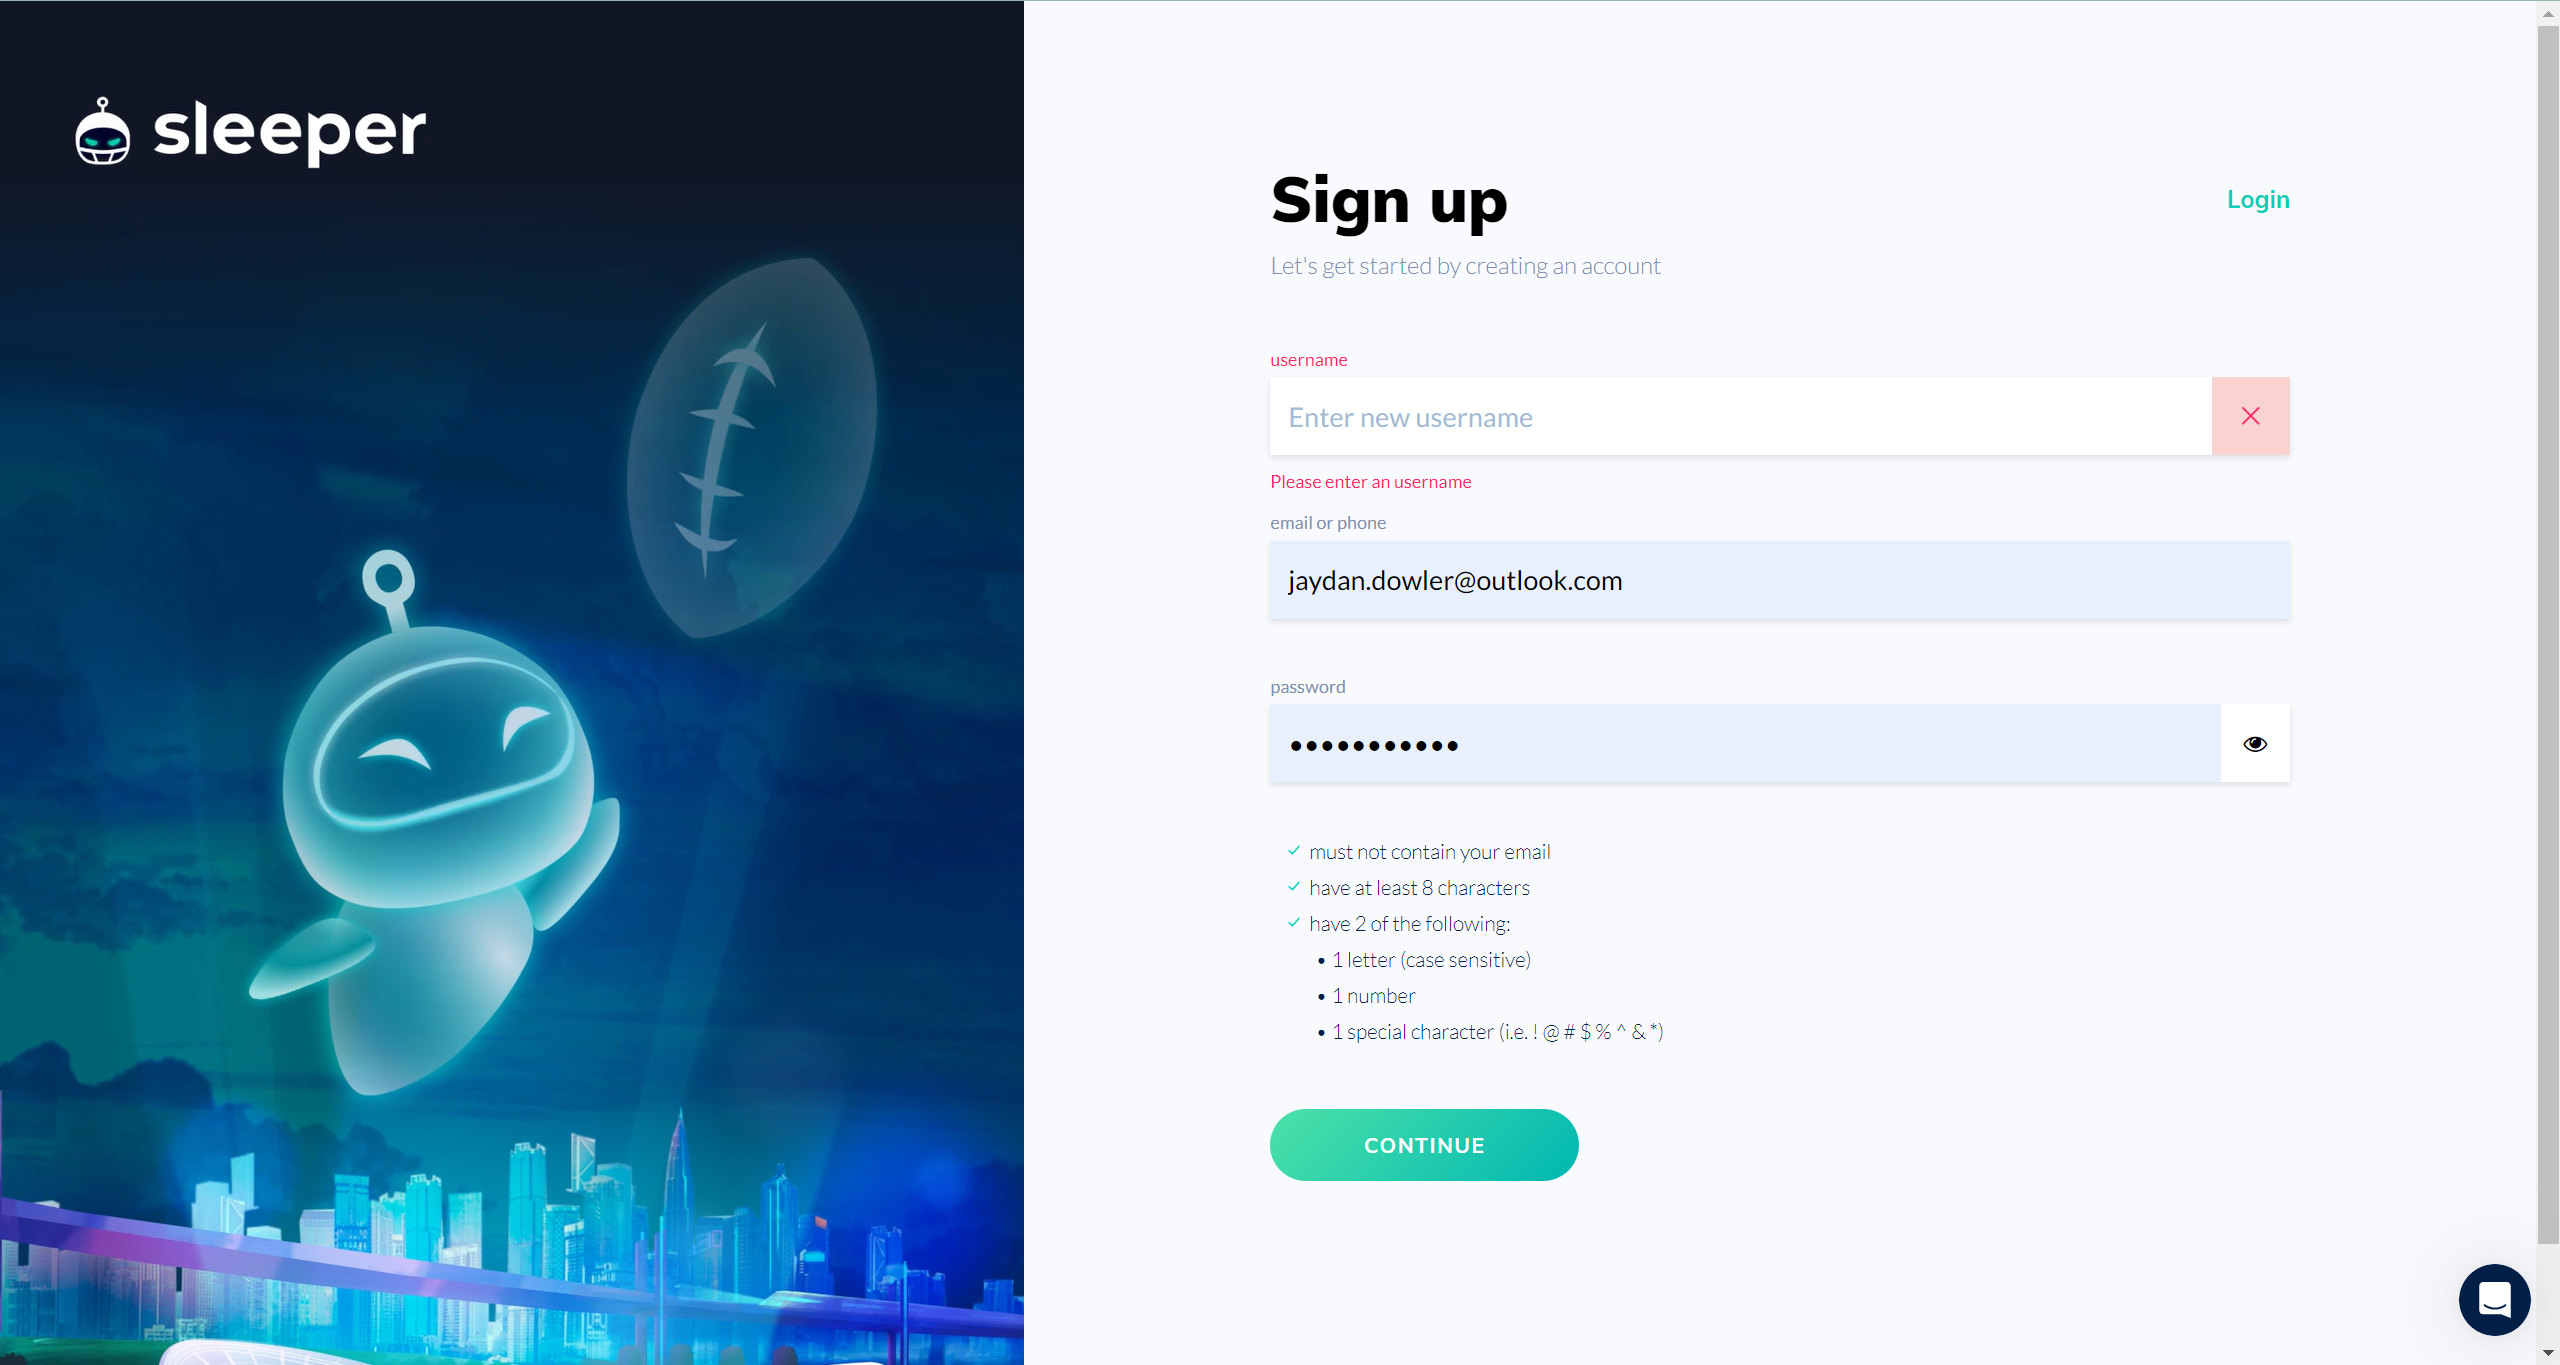 sleeper
Sign up
Login
Let's get started by creating an account
username
Enter new username
Please enter an username
email or phone
jaydan.dowler@outlook.com
password
•••••••••••
must not contain your email
have at least 8 characters
have 2 of the following:
• 1 letter (case sensitive)
• 1 number
• 1 special character (i.e. ! @ # $ % ^ & *)
CONTINUE